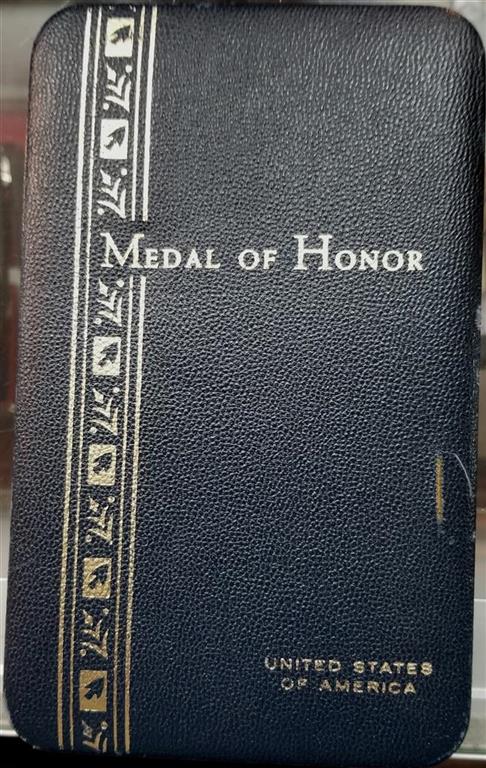 Medal of Honor
UNITED STATES
OF AMERICA